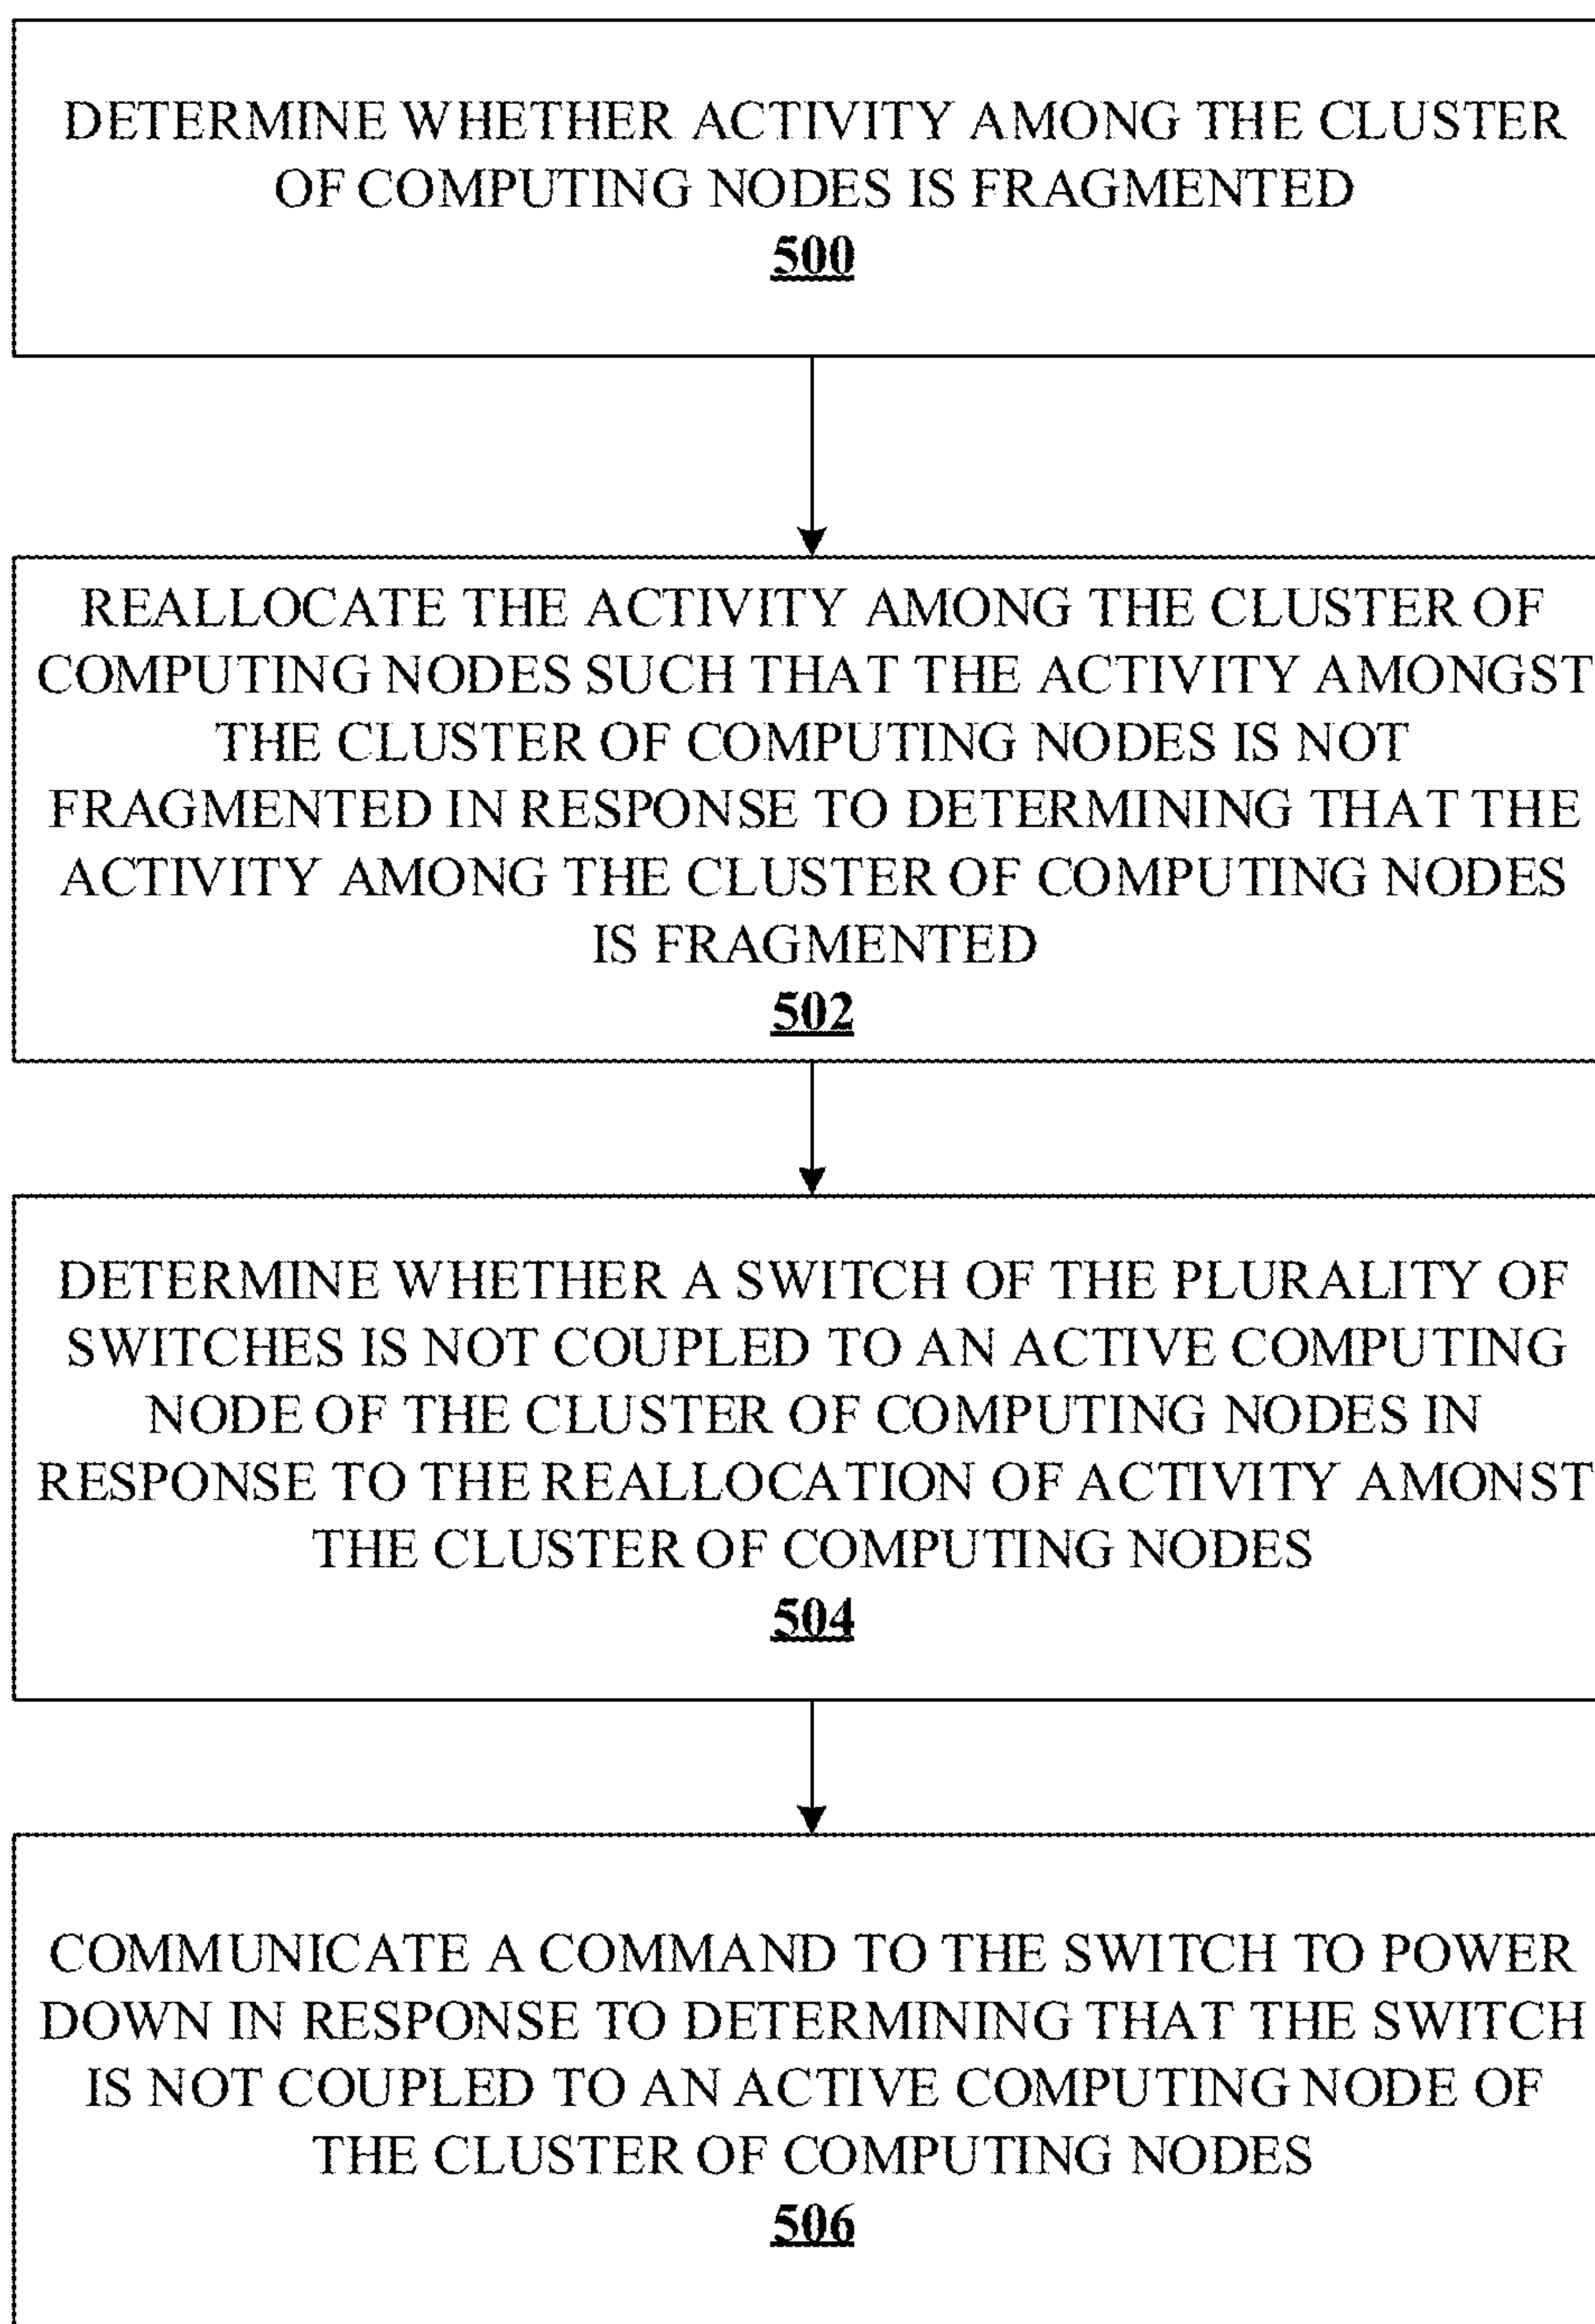 DETERMINE WHETHER ACTIVITY AMONG THE CLUSTER
OF COMPUTING NODES IS FRAGMENTED
500
REALLOCATE THE ACTIVITY AMONG THE CLUSTER OF
COMPUTING NODES SUCH THAT THE ACTIVITY AMONGST
THE CLUSTER OF COMPUTING NODES IS NOT
FRAGMENTED IN RESPONSE TO DETERMINING THAT THE
ACTIVITY AMONG THE CLUSTER OF COMPUTING NODES
IS FRAGMENTED
502
DETERMINE WHETHER A SWITCH OF THE PLURALITY OF
SWITCHES IS NOT COUPLED TO AN ACTIVE COMPUTING
NODE OF THE CLUSTER OF COMPUTING NODES IN
RESPONSE TO THE REALLOCATION OF ACTIVITY AMONST
THE CLUSTER OF COMPUTING NODES
504
COMMUNICATE A COMMAND TO THE SWITCH TO POWER
DOWN IN RESPONSE TO DETERMINING THAT THE SWITCH
IS NOT COUPLED TO AN ACTIVE COMPUTING NODE OF
THE CLUSTER OF COMPUTING NODES
506